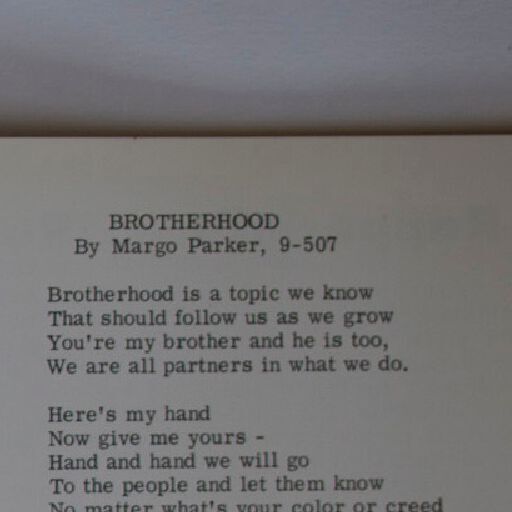 BROTHERHOOD
By Margo Parker, 9-507
Brotherhood is a topic we know
That should follow us as we grow
You're my brother and he is too,
We are all partners in what we do.
Here's my hand
Now give me yours -
Hand and hand we will go
To the people and let them know
No matter what's your color or creed